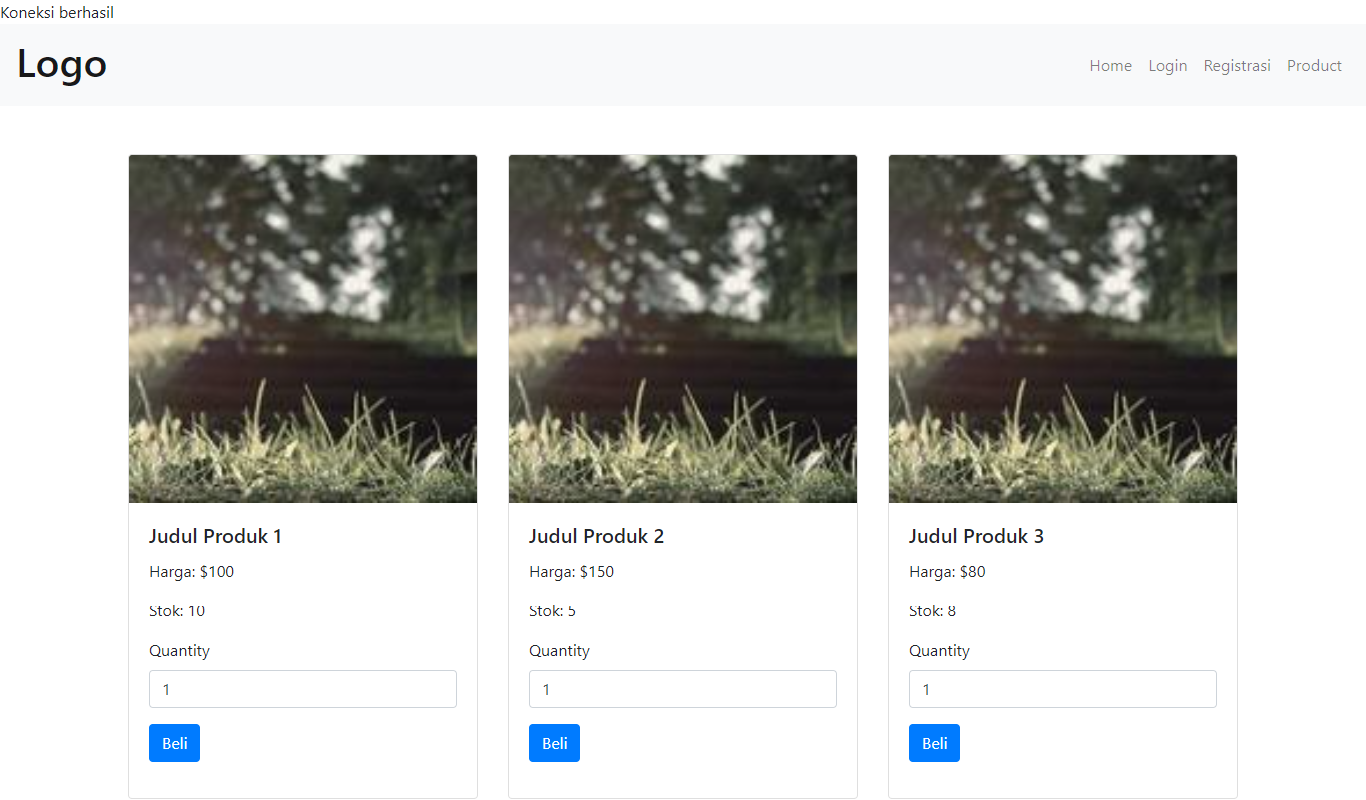 Koneksi berhasil
Logo
Home Login Registrasi Product
Judul Produk 1
Harga: $100
Stok: 10
Quantity
1
Beli
Judul Produk 2
Harga: $150
Stok: 5
Quantity
1
Beli
Judul Produk 3
Harga: $80
Stok: 8
Quantity
1
Beli